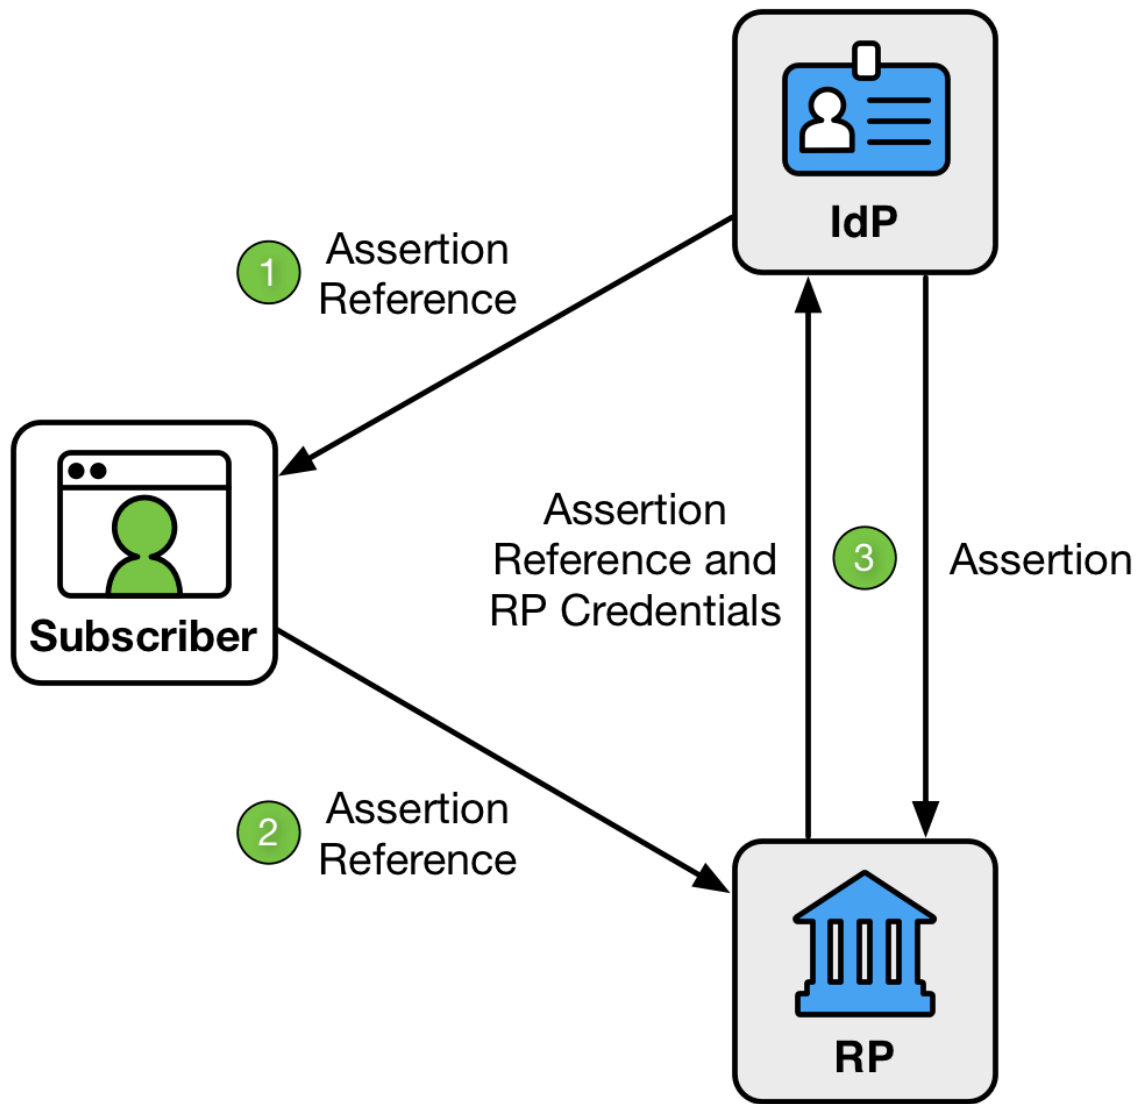 IdP
1
Assertion
Reference
Subscriber
Assertion
Reference and
RP Credentials
3
Assertion
2
Assertion
Reference
RP